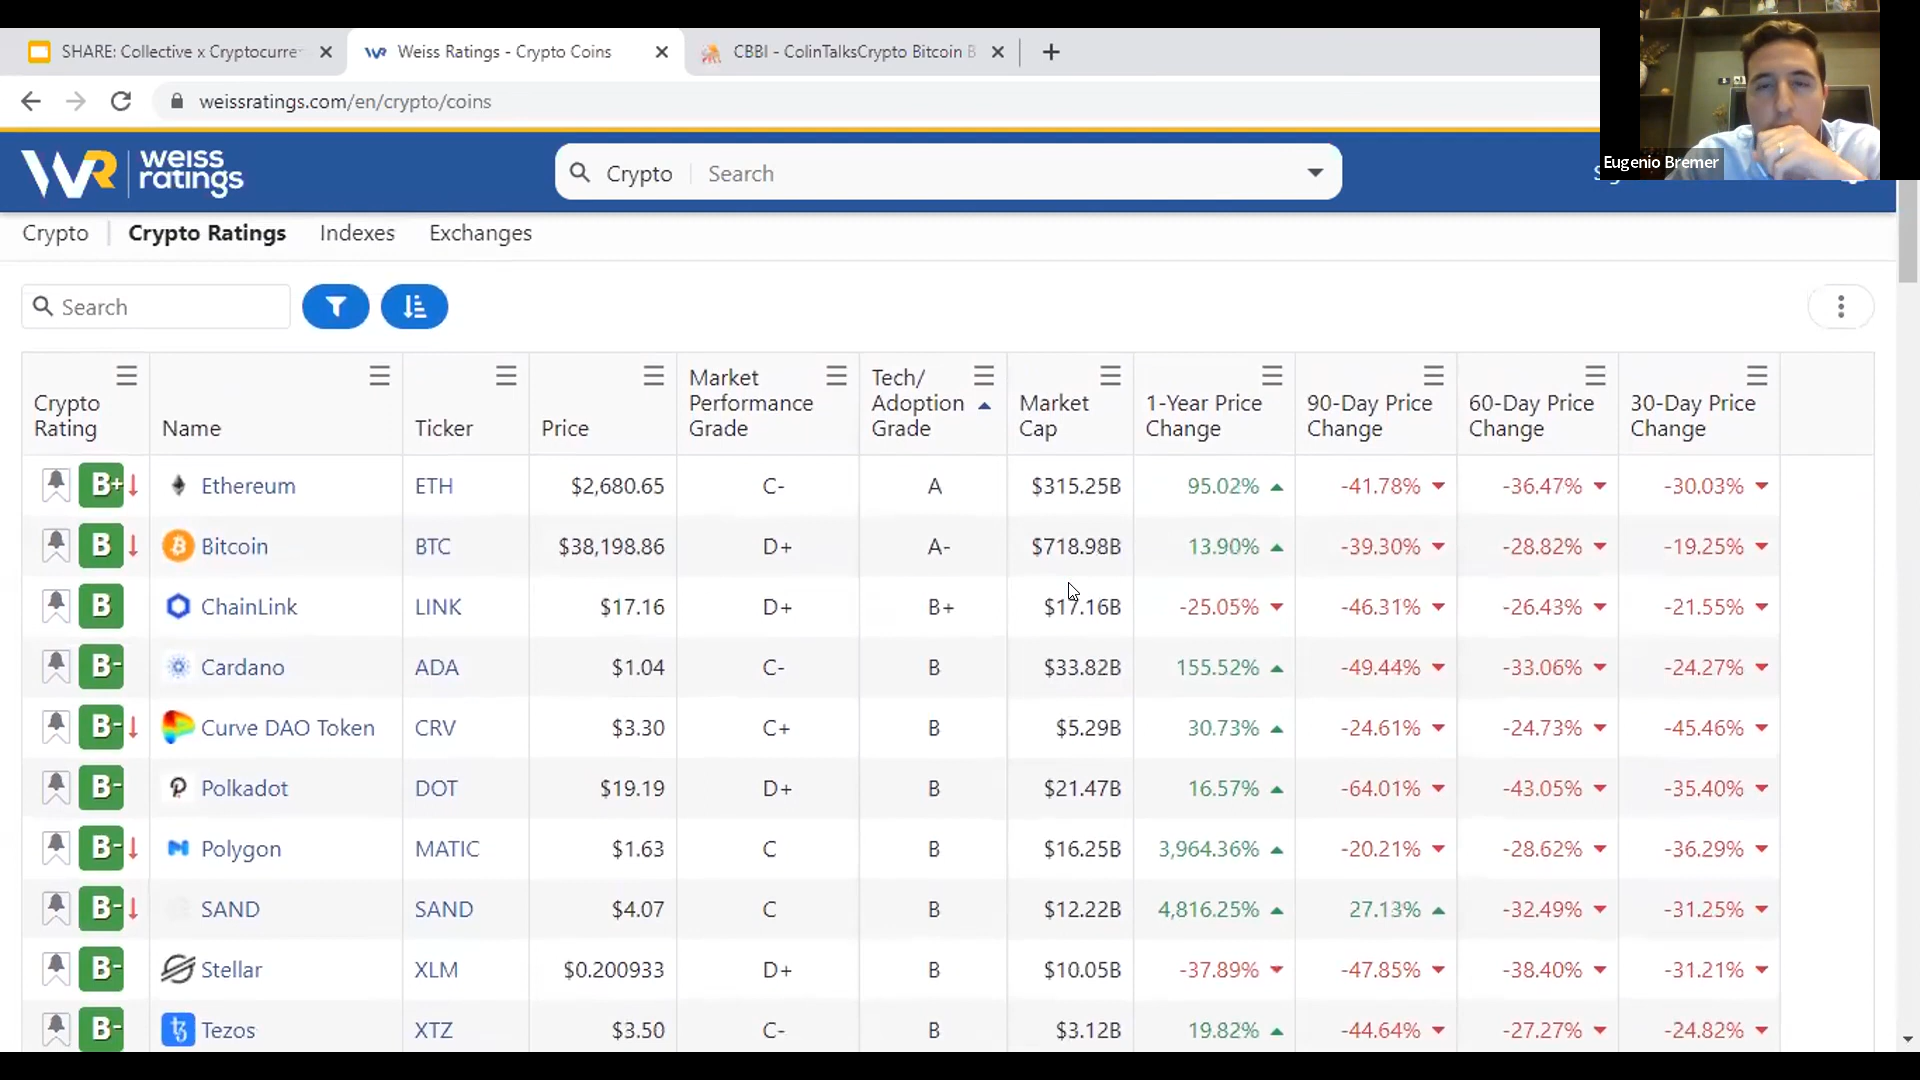 SHARE: Collective x Cryptocurre
Weiss Ratings - Crypto Coins
CBBI - ColinTalksCrypto Bitcoin B
weissratings.com/en/crypto/coins
Eugenio Bremer
WR weiss ratings
Crypto Search
Crypto Crypto Ratings Indexes Exchanges
Search
Crypto Rating Name Ticker Price Market Performance Grade Tech/ Adoption Grade Market Cap 1-Year Price Change 90-Day Price Change 60-Day Price Change 30-Day Price Change
B+ Ethereum ETH $2,680.65 C- A $315.25B 95.02% -41.78% -36.47% -30.03%
B Bitcoin BTC $38,198.86 D+ A- $718.98B 13.90% -39.30% -28.82% -19.25%
B ChainLink LINK $17.16 D+ B+ $17.16B -25.05% -46.31% -26.43% -21.55%
B- Cardano ADA $1.04 C- B $33.82B 155.52% -49.44% -33.06% -24.27%
B- Curve DAO Token CRV $3.30 C+ B $5.29B 30.73% -24.61% -24.73% -45.46%
B- Polkadot DOT $19.19 D+ B $21.47B 16.57% -64.01% -43.05% -35.40%
B- Polygon MATIC $1.63 C B $16.25B 3,964.36% -20.21% -28.62% -36.29%
B- SAND SAND $4.07 C B $12.22B 4,816.25% 27.13% -32.49% -31.25%
B- Stellar XLM $0.200933 D+ B $10.05B -37.89% -47.85% -38.40% -31.21%
B- Tezos XTZ $3.50 C- B $3.12B 19.82% -44.64% -27.27% -24.82%